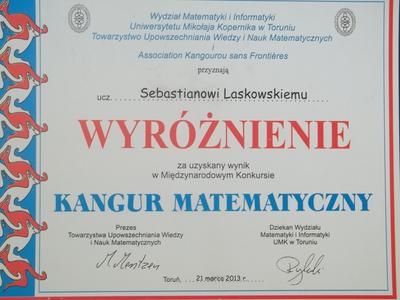 Wydział Matematyki i Informatyki
Uniwersytetu Mikołaja Kopernika w Toruniu
Towarzystwo Upowszechniania Wiedzy i Nauk Matematycznych
i
Association Kangourou sans Frontières
przyznają
ucz. Sebastianowi Laskowskiemu
WYRÓŻNIENIE
za uzyskany wynik
w Międzynarodowym Konkursie
KANGUR MATEMATYCZNY
Prezes
Towarzystwa Upowszechniania Wiedzy
i Nauk Matematycznych
Dziekan Wydziału
Matematyki i Informatyki
UMK w Toruniu
Toruń, 21 marca 2013 r.